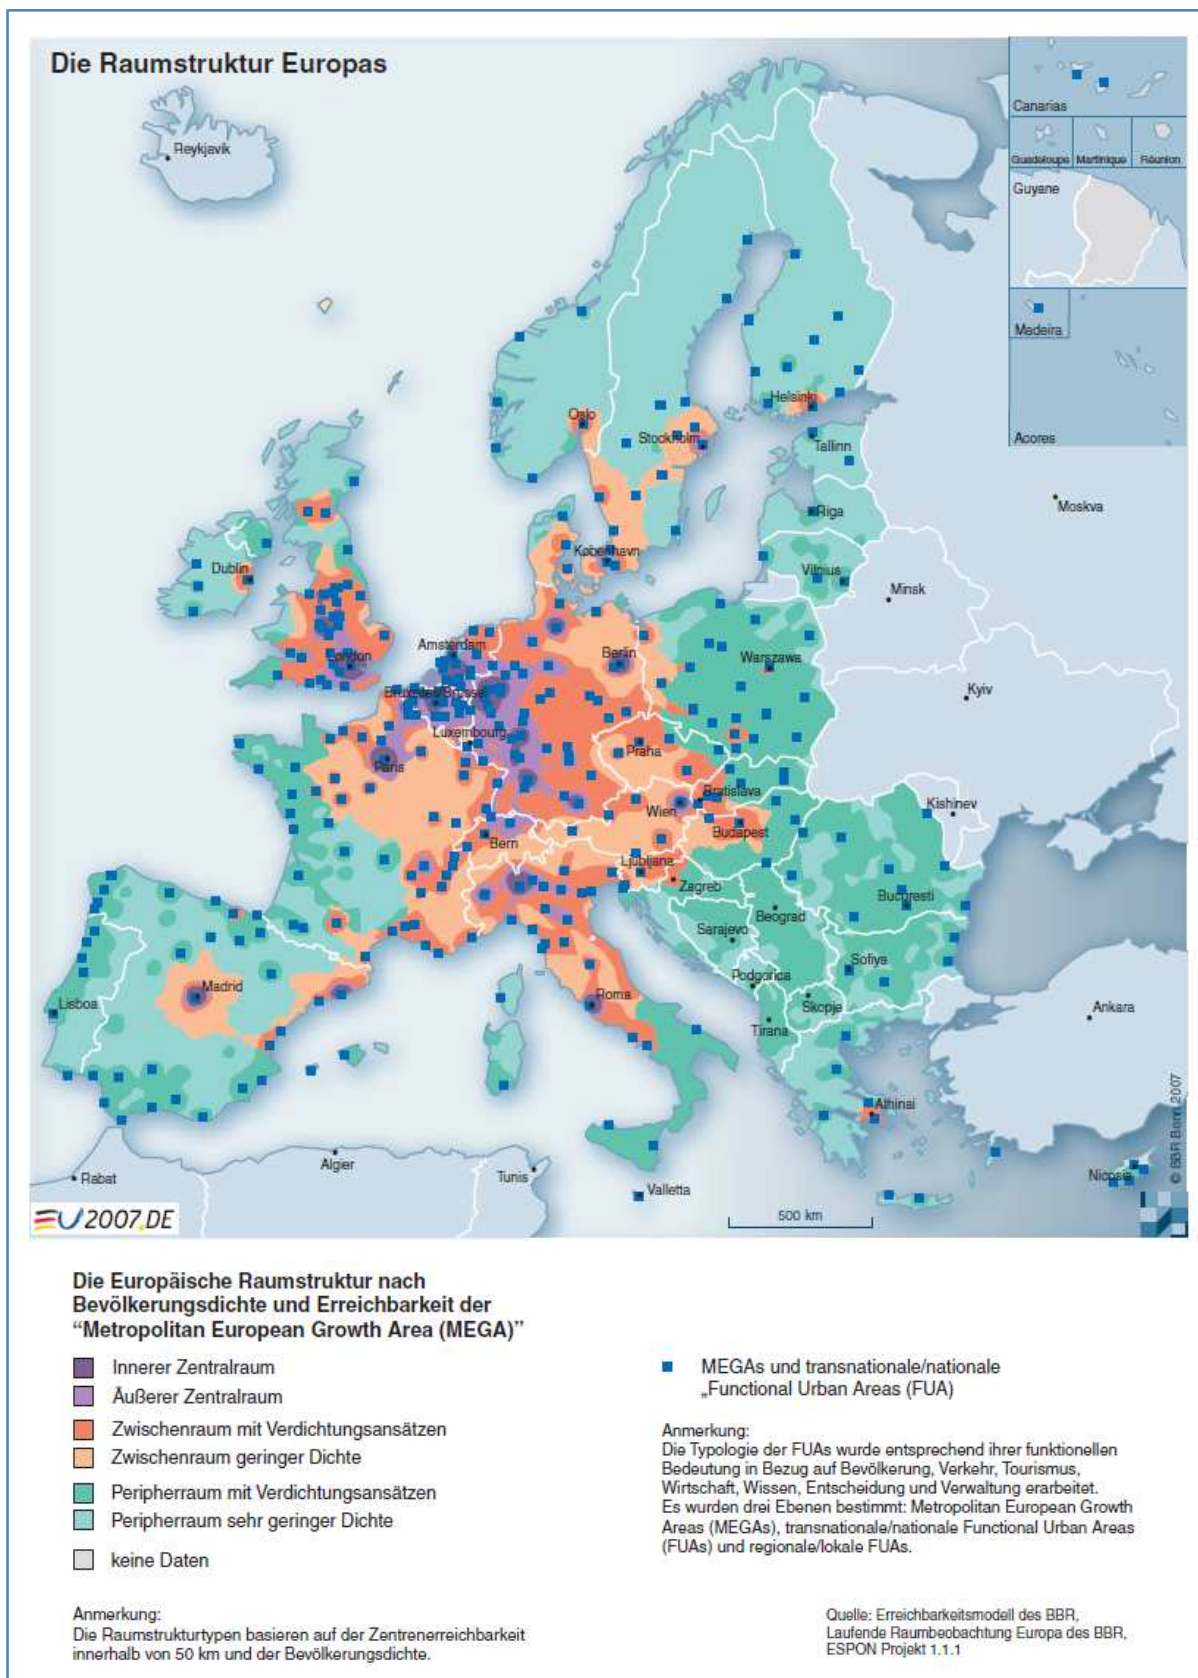 Die Raumstruktur Europas
Reykjavik
Canarias
Guadeloupe
Martinique
Réunion
Guyane
Madeira
Acores
Oslo
Helsinki
Stockholm
Tallinn
Riga
Moskva
Dublin
København
Vilnius
Minsk
London
Amsterdam
Berlin
Warszawa
Bruxelles/Brussel
Kyiv
Luxembourg
Praha
Paris
Bratislava
Wien
Kishinev
Budapest
Bern
Ljubljana
Zagreb
Bucuresti
Beograd
Sarajevo
Sofiya
Podgorica
Madrid
Roma
Skopje
Lisboa
Tirana
Ankara
Athinai
Algier
Tunis
Rabat
Valletta
Nicosia
© BBR Bonn 2007
EU2007.DE
500 km
Die Europäische Raumstruktur nach
Bevölkerungsdichte und Erreichbarkeit der
“Metropolitan European Growth Area (MEGA)”
Innerer Zentralraum
Äußerer Zentralraum
Zwischenraum mit Verdichtungsansätzen
Zwischenraum geringer Dichte
Peripherraum mit Verdichtungsansätzen
Peripherraum sehr geringer Dichte
keine Daten
Anmerkung:
Die Raumstrukturtypen basieren auf der Zentrenerreichbarkeit
innerhalb von 50 km und der Bevölkerungsdichte.
MEGAs und transnationale/nationale
„Functional Urban Areas (FUA)
Anmerkung:
Die Typologie der FUAs wurde entsprechend ihrer funktionellen
Bedeutung in Bezug auf Bevölkerung, Verkehr, Tourismus,
Wirtschaft, Wissen, Entscheidung und Verwaltung erarbeitet.
Es wurden drei Ebenen bestimmt: Metropolitan European Growth
Areas (MEGAs), transnationale/nationale Functional Urban Areas
(FUAs) und regionale/lokale FUAs.
Quelle: Erreichbarkeitsmodell des BBR,
Laufende Raumbeobachtung Europa des BBR,
ESPON Projekt 1.1.1